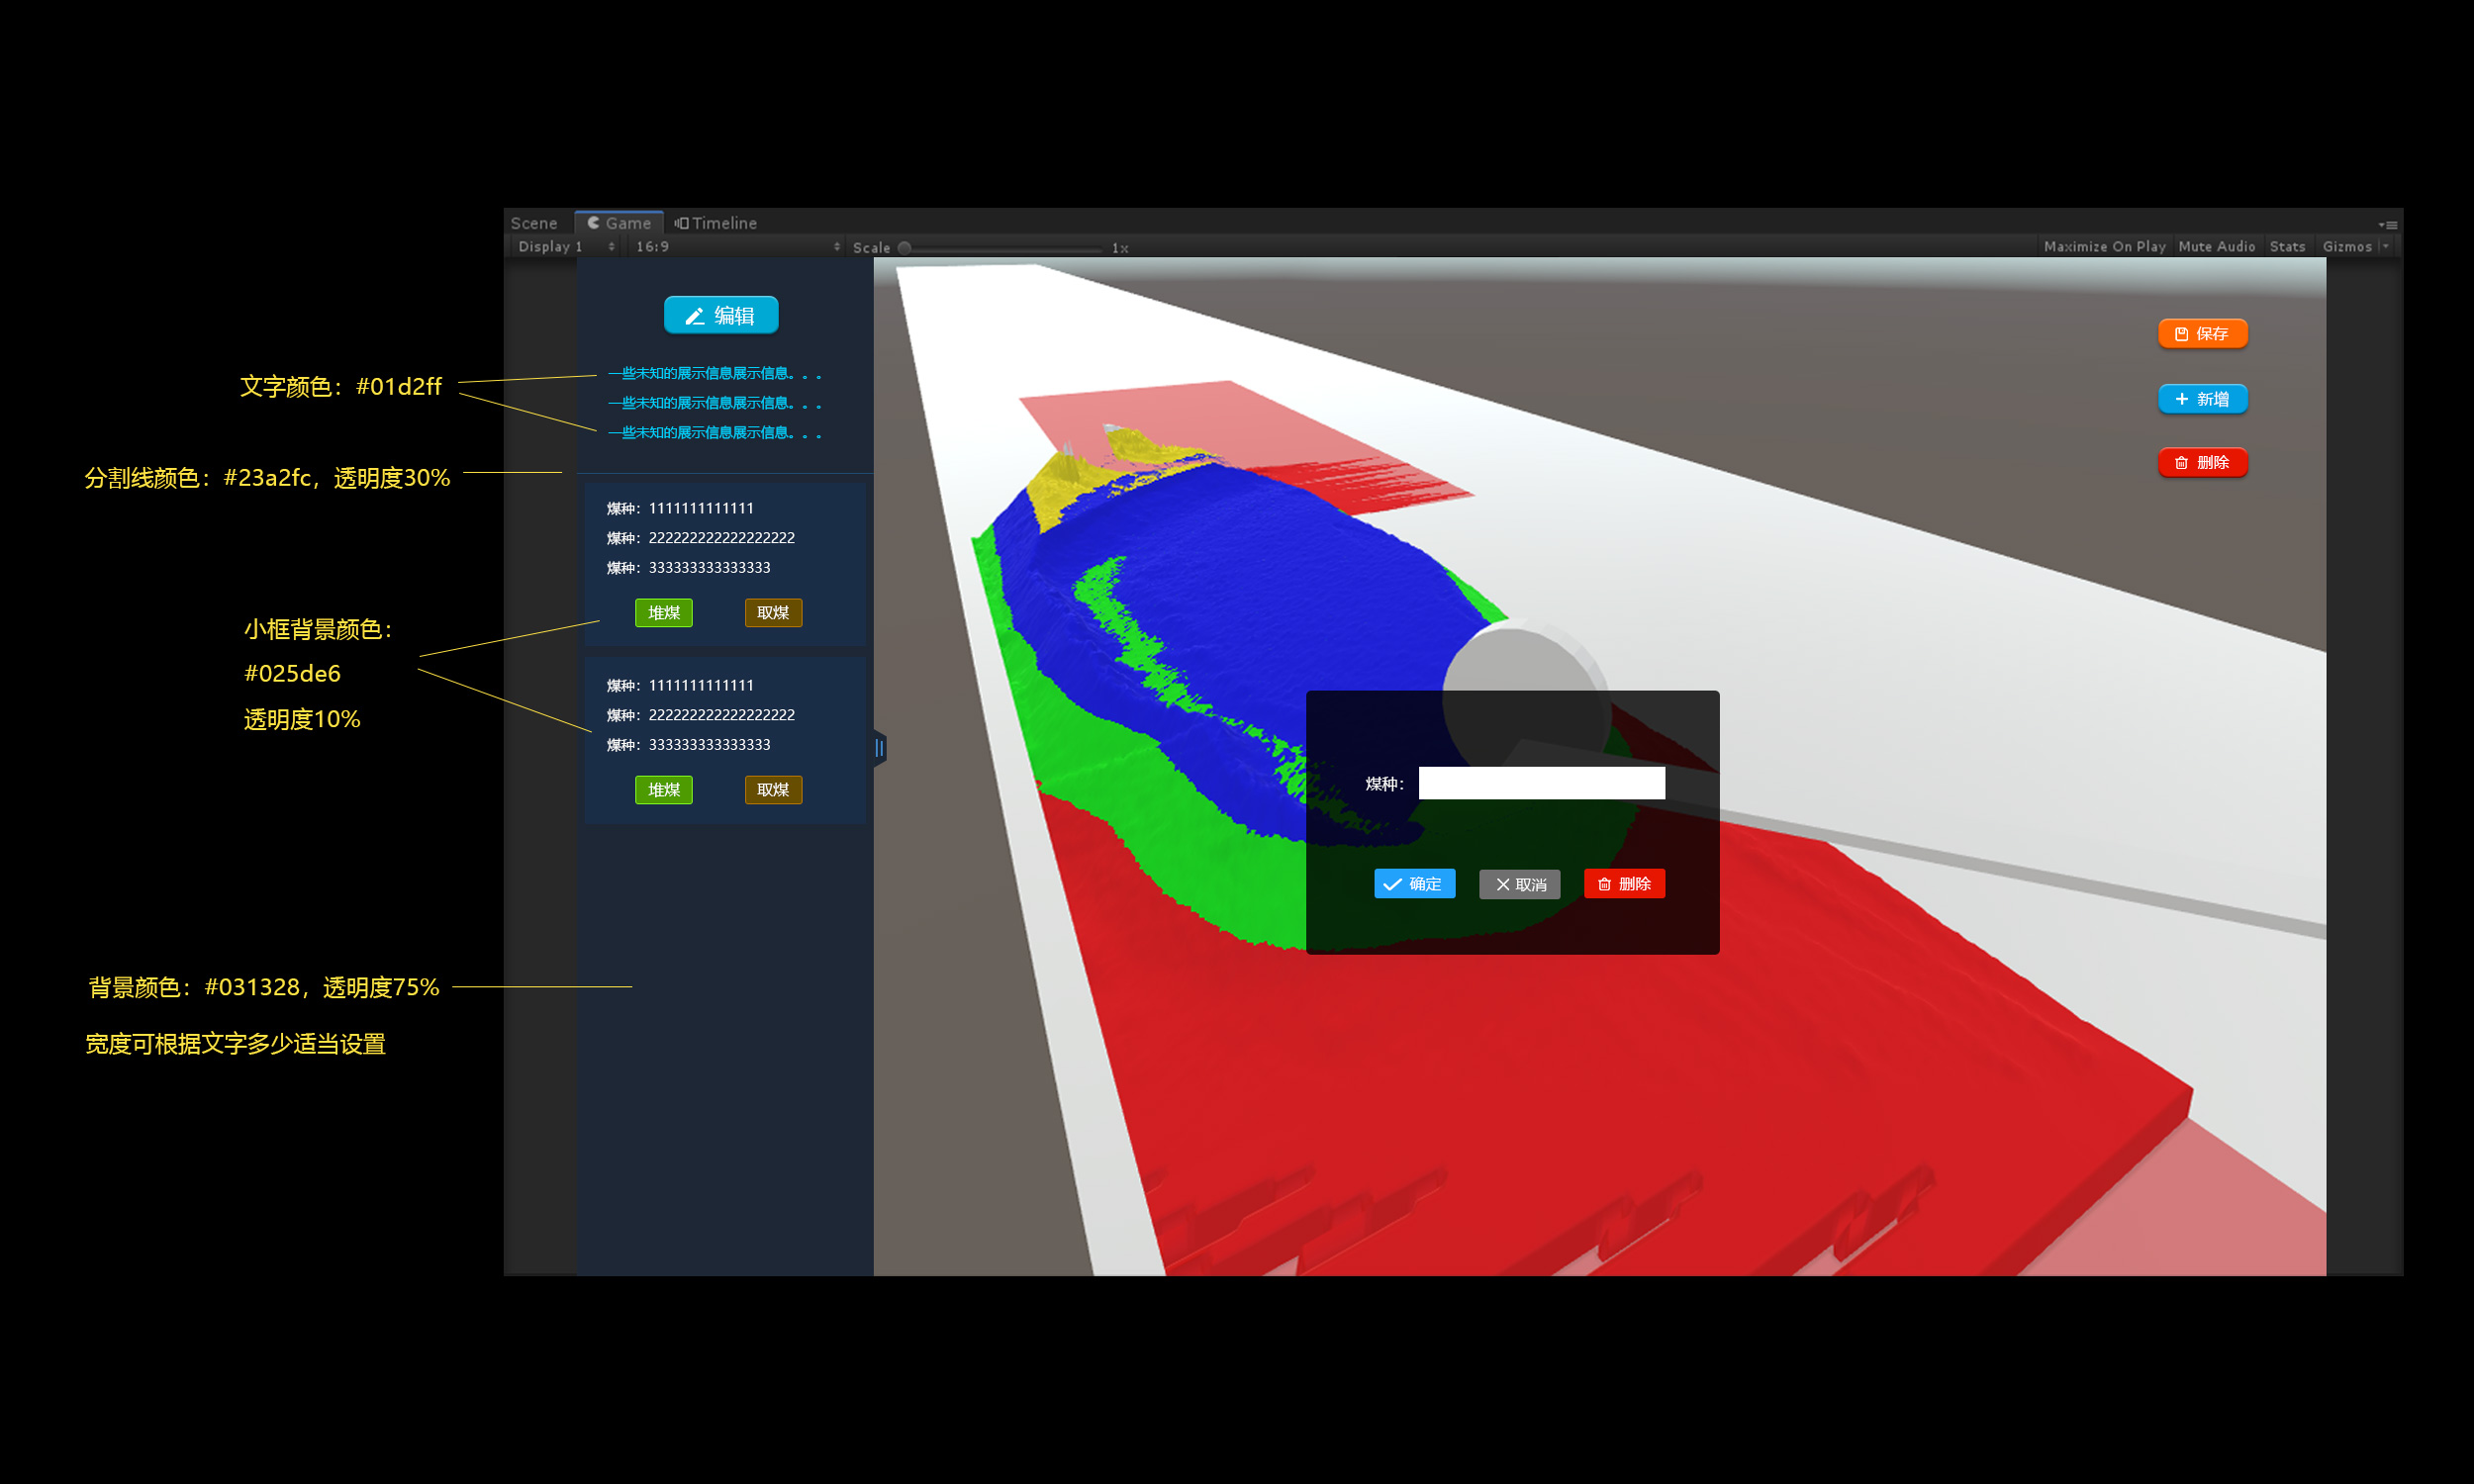 Scene
Game
Timeline
Display 1
16:9
Scale
1x
Maximize On Play
Mute Audio
Stats
Gizmos
编辑
一些未知的展示信息展示信息。。。
一些未知的展示信息展示信息。。。
一些未知的展示信息展示信息。。。
煤种：1111111111111
煤种：222222222222222222
煤种：333333333333333
堆煤
取煤
煤种：1111111111111
煤种：222222222222222222
煤种：333333333333333
堆煤
取煤
文字颜色：#01d2ff
分割线颜色：#23a2fc，透明度30%
小框背景颜色：
#025de6
透明度10%
背景颜色：#031328，透明度75%
宽度可根据文字多少适当设置
保存
新增
删除
煤种：
确定
取消
删除